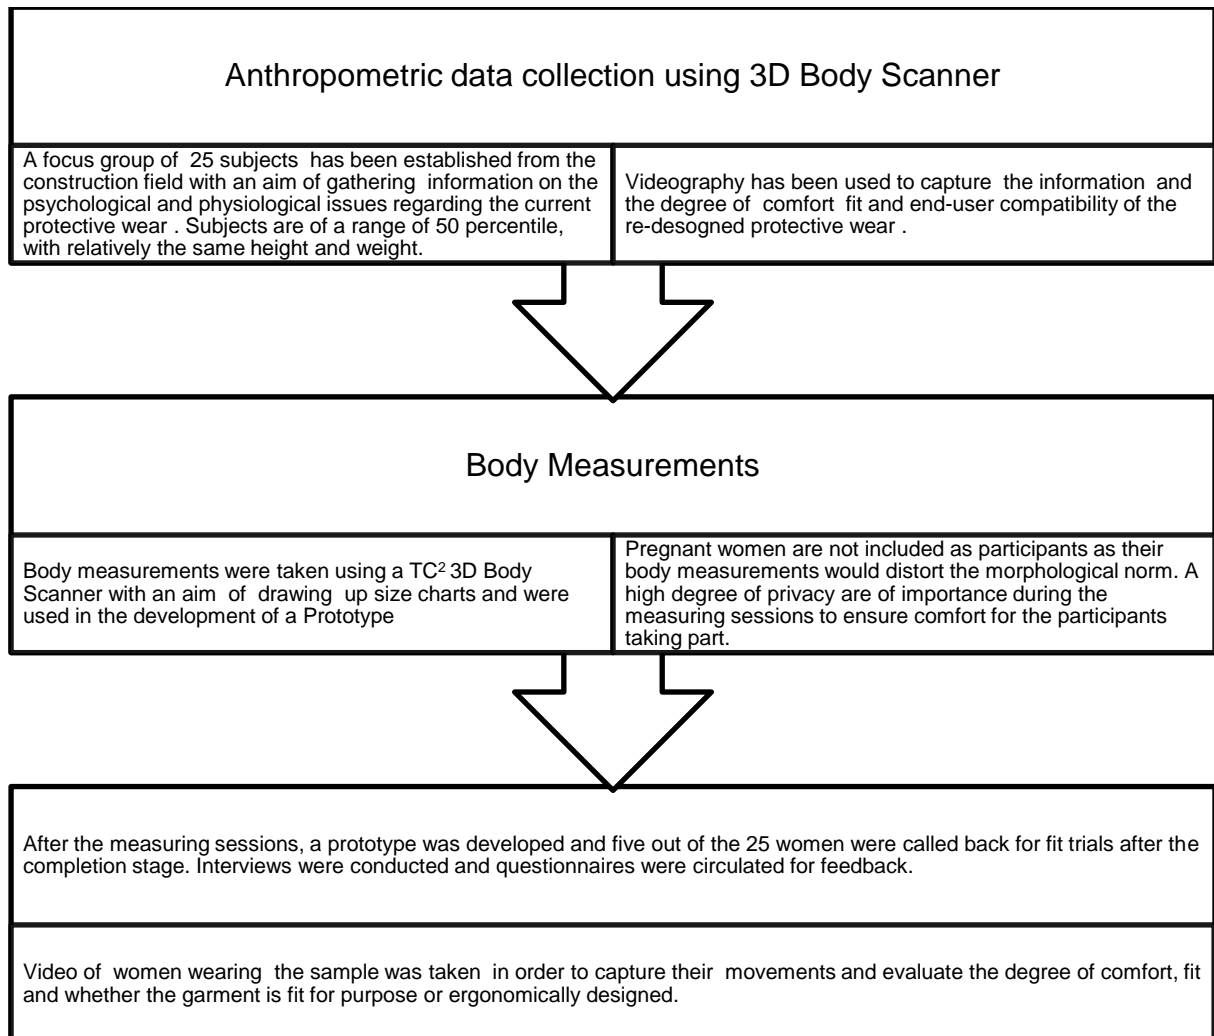 Anthropometric data collection using 3D Body Scanner
A focus group of 25 subjects has been established from the
construction field with an aim of gathering information on the
psychological and physiological issues regarding the current
protective wear . Subjects are of a range of 50 percentile,
with relatively the same height and weight.
Videography has been used to capture the information and
the degree of comfort fit and end-user compatibility of the
re-desogned protective wear .
Body Measurements
Body measurements were taken using a TC² 3D Body
Scanner with an aim of drawing up size charts and were
used in the development of a Prototype
Pregnant women are not included as participants as their
body measurements would distort the morphological norm. A
high degree of privacy are of importance during the
measuring sessions to ensure comfort for the participants
taking part.
After the measuring sessions, a prototype was developed and five out of the 25 women were called back for fit trials after the
completion stage. Interviews were conducted and questionnaires were circulated for feedback.
Video of women wearing the sample was taken in order to capture their movements and evaluate the degree of comfort, fit
and whether the garment is fit for purpose or ergonomically designed.